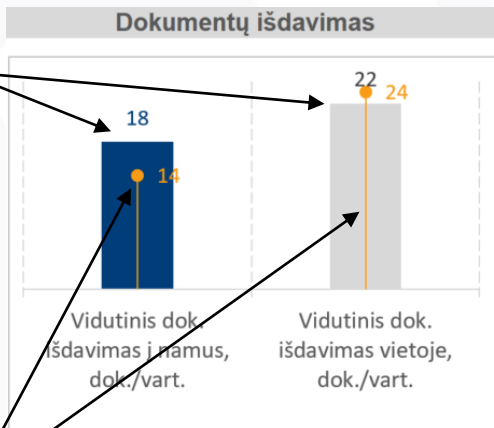 Dokumentų išdavimas
22
24
18
14
Vidutinis dok.
išdavimas į namus,
dok./vart.
Vidutinis dok.
išdavimas vietoje,
dok./vart.